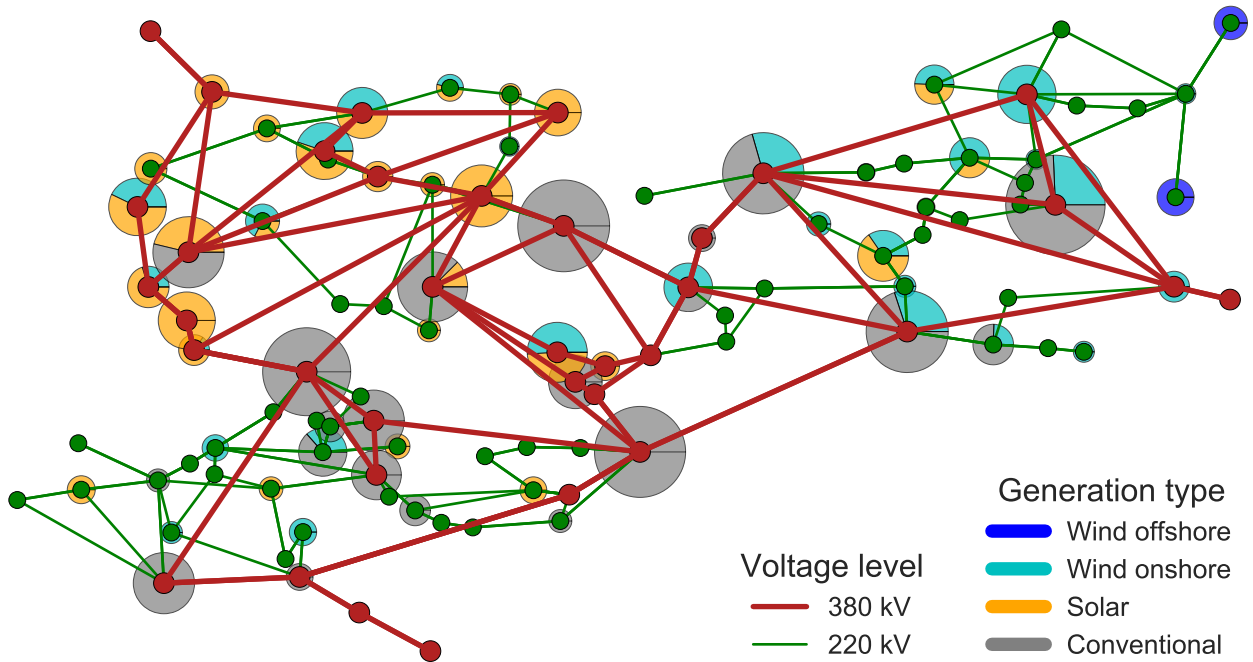 Generation type
Wind offshore
Wind onshore
Solar
Conventional
Voltage level
380 kV
220 kV